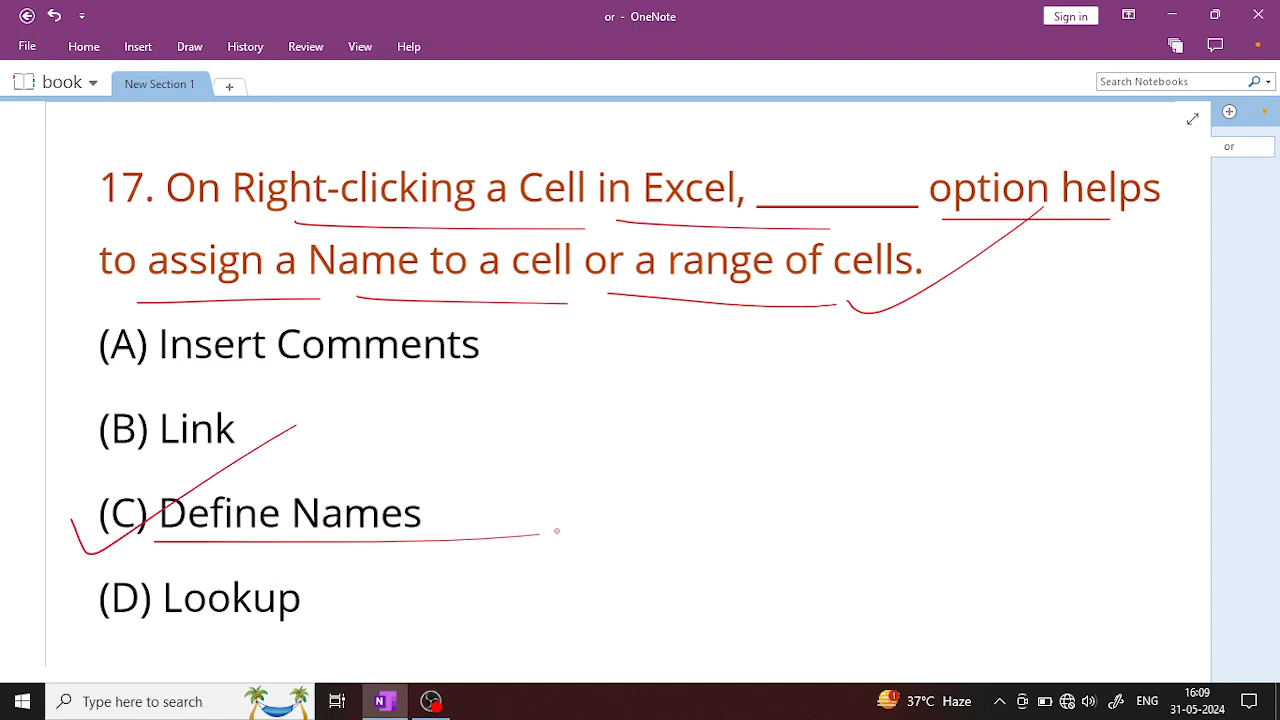 or - OneNote
Sign in
File Home Insert Draw History Review View Help
book New Section 1 + Search Notebooks
or
17. On Right-clicking a Cell in Excel, ________ option helps
to assign a Name to a cell or a range of cells.
(A) Insert Comments
(B) Link
(C) Define Names
(D) Lookup
Type here to search
N
1
37°C Haze
ENG
16:09
31-05-2024